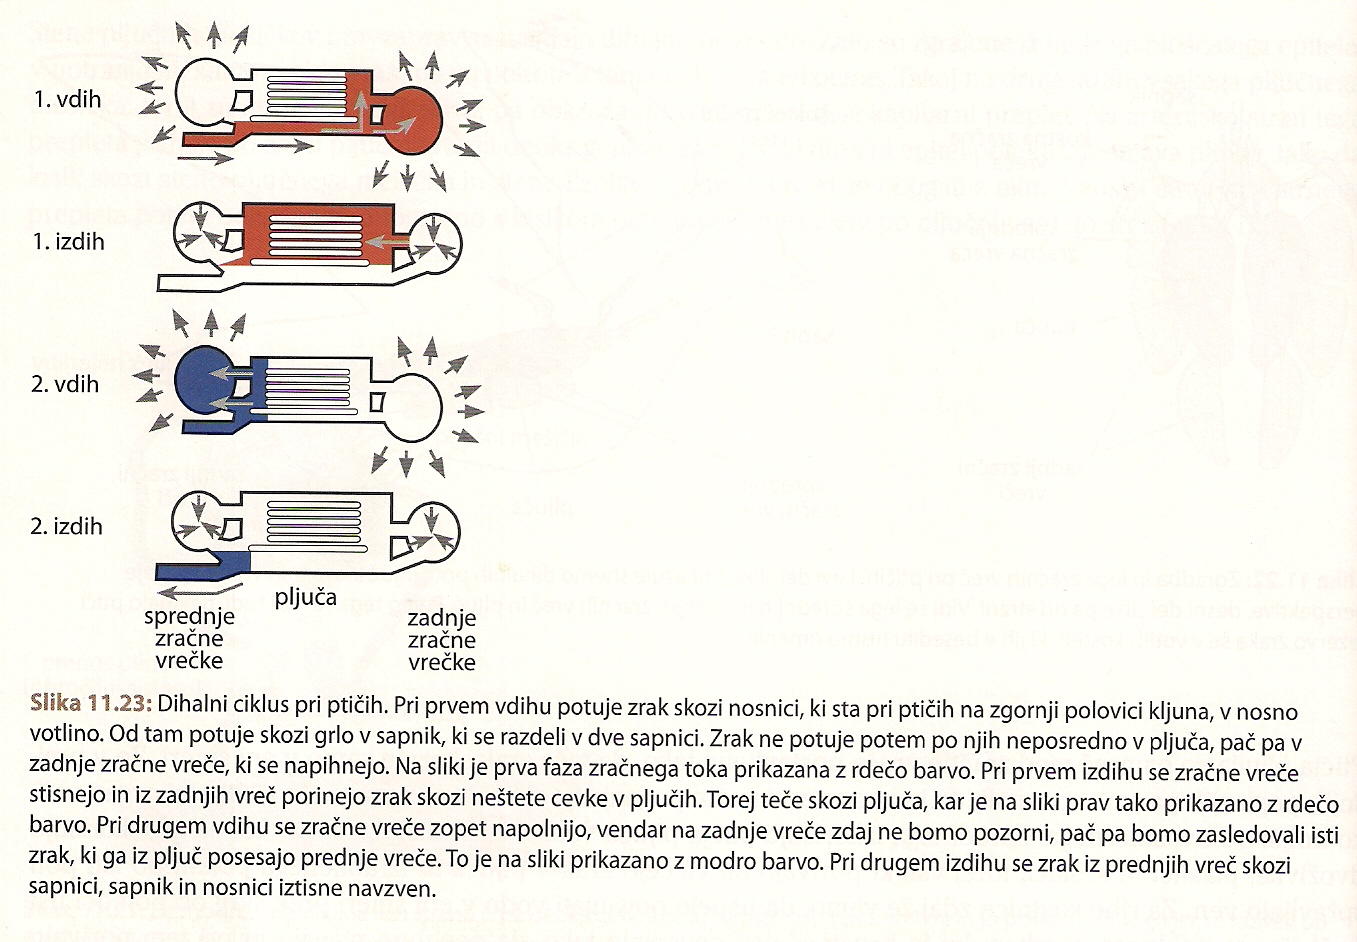 1. vdih
1. izdih
2. vdih
2. izdih
pljuča
sprednje
zračne
vrečke
zadnje
zračne
vrečke
Slika 11.23: Dihalni ciklus pri ptičih. Pri prvem vdihu potuje zrak skozi nosnici, ki sta pri ptičih na zgornji polovici kljuna, v nosno
votlino. Od tam potuje skozi grlo v sapnik, ki se razdeli v dve sapnici. Zrak ne potuje potem po njih neposredno v pljuča, pač pa v
zadnje zračne vreče, ki se napihnejo. Na sliki je prva faza zračnega toka prikazana z rdečo barvo. Pri prvem izdihu se zračne vreče
stisnejo in iz zadnjih vreč porinejo zrak skozi neštete cevke v pljučih. Torej teče skozi pljuča, kar je na sliki prav tako prikazano z rdečo
barvo. Pri drugem vdihu se zračne vreče zopet napolnijo, vendar na zadnje vreče zdaj ne bomo pozorni, pač pa bomo zasledovali isti
zrak, ki ga iz pljuč posesajo prednje vreče. To je na sliki prikazano z modro barvo. Pri drugem izdihu se zrak iz prednjih vreč skozi
sapnici, sapnik in nosnici iztisne navzven.